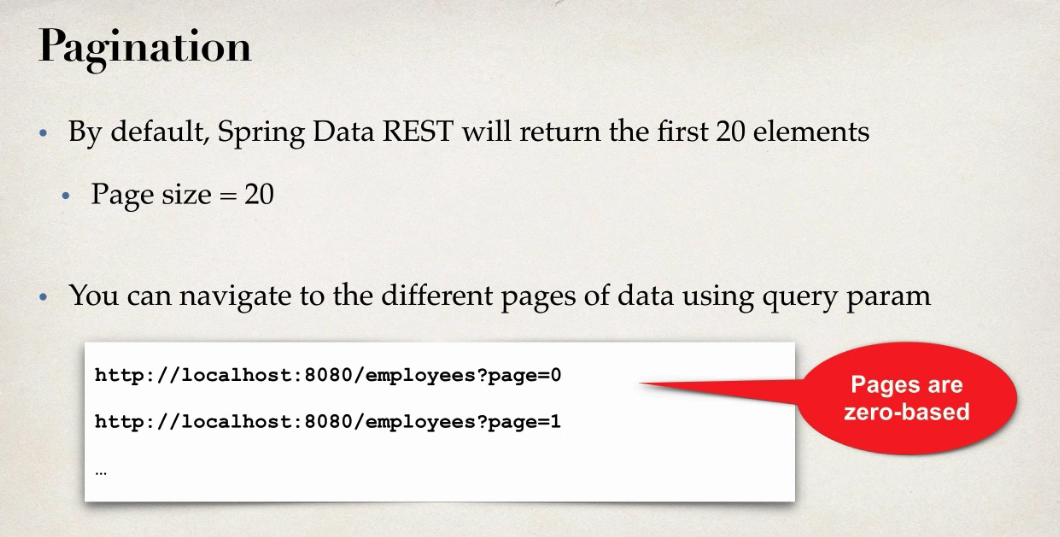 Pagination
• By default, Spring Data REST will return the first 20 elements
• Page size = 20
• You can navigate to the different pages of data using query param
http://localhost:8080/employees?page=0
Pages are
zero-based
http://localhost:8080/employees?page=1
...